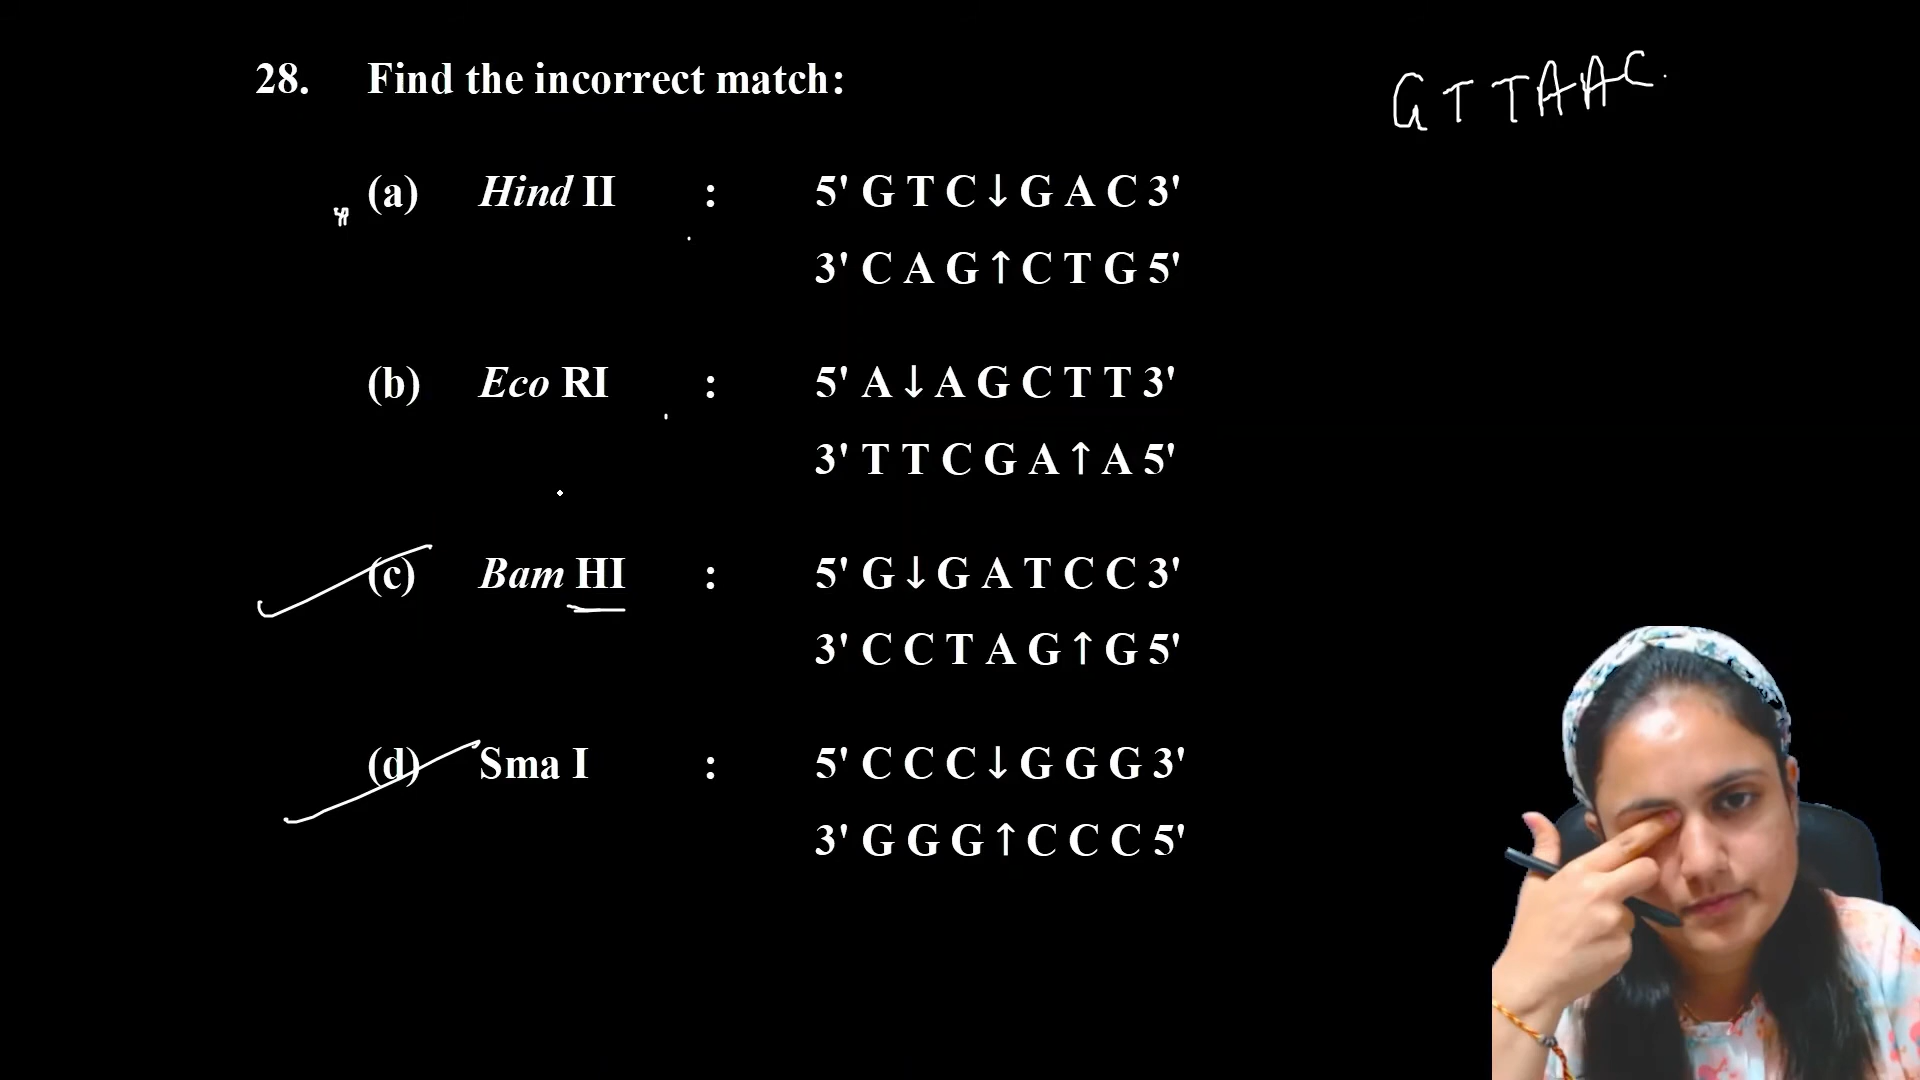 28. Find the incorrect match:
GTTAAC
(a) Hind II : 5' G T C ↓ G A C 3'
3' C A G ↑ C T G 5'
(b) Eco RI : 5' A ↓ A G C T T 3'
3' T T C G A ↑ A 5'
(c) Bam HI : 5' G ↓ G A T C C 3'
3' C C T A G ↑ G 5'
(d) Sma I : 5' C C C ↓ G G G 3'
3' G G G ↑ C C C 5'